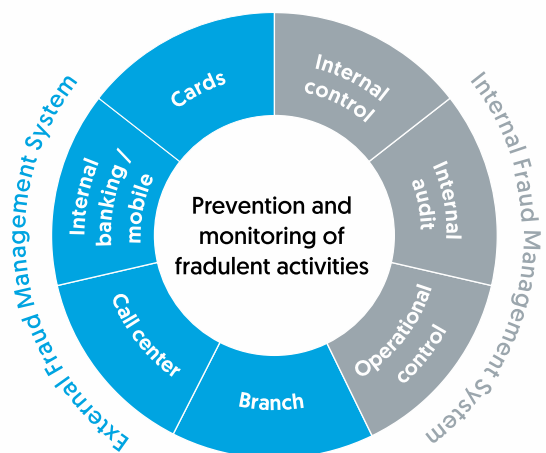 Prevention and
monitoring of
fradulent activities
Internal
control
Internal
audit
Operational
control
Branch
Call center
Internal
banking /
mobile
Cards
Internal Fraud Management System
External Fraud Management System